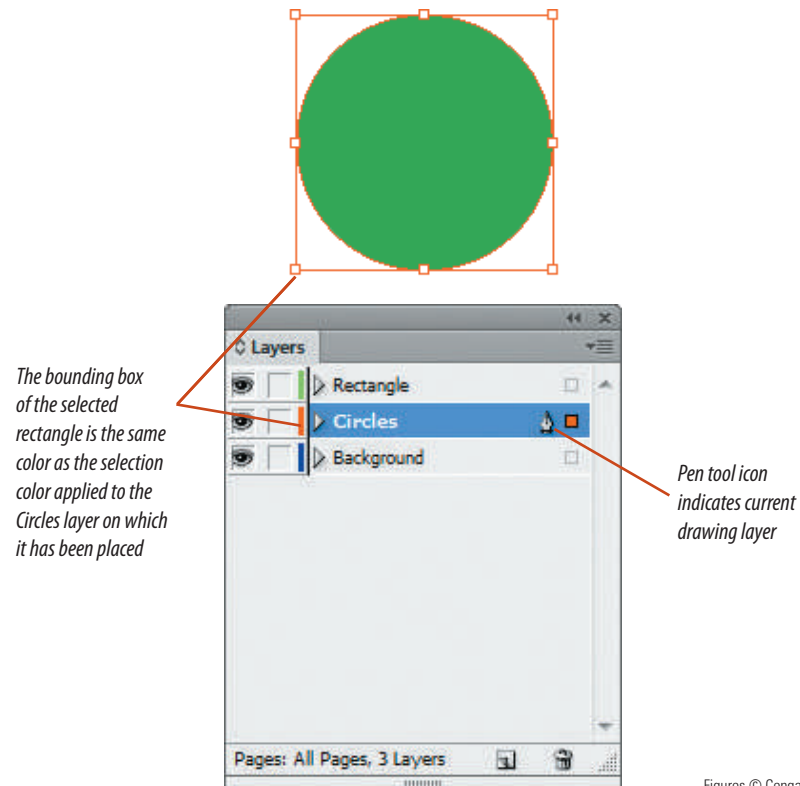 Layers
Rectangle
Circles
Background
Pages: All Pages, 3 Layers
The bounding box
of the selected
rectangle is the same
color as the selection
color applied to the
Circles layer on which
it has been placed
Pen tool icon
indicates current
drawing layer
Figures ©